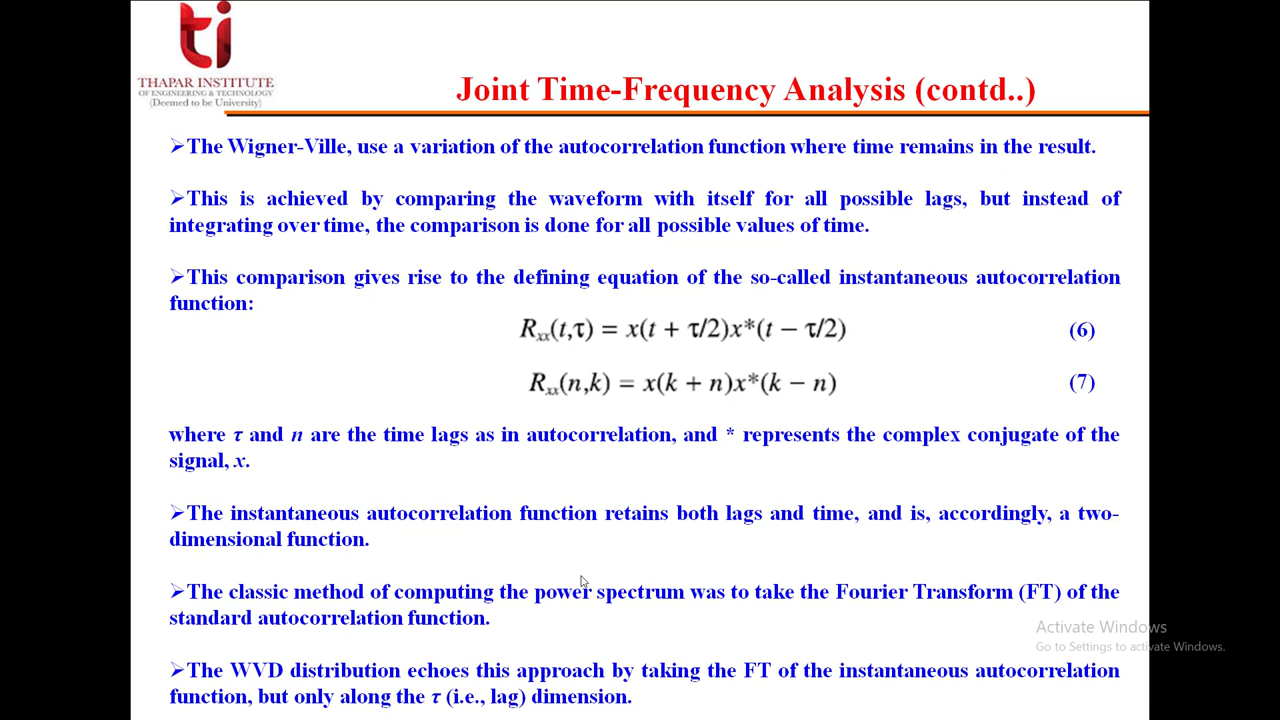 ti
THAPAR INSTITUTE
OF ENGINEERING & TECHNOLOGY
(Deemed to be University)
Joint Time-Frequency Analysis (contd..)
➢The Wigner-Ville, use a variation of the autocorrelation function where time remains in the result.
➢This is achieved by comparing the waveform with itself for all possible lags, but instead of
integrating over time, the comparison is done for all possible values of time.
➢This comparison gives rise to the defining equation of the so-called instantaneous autocorrelation
function:
Rxx(t,τ) = x(t + τ/2)x*(t − τ/2) (6)
Rxx(n,k) = x(k + n)x*(k − n) (7)
where τ and n are the time lags as in autocorrelation, and * represents the complex conjugate of the
signal, x.
➢The instantaneous autocorrelation function retains both lags and time, and is, accordingly, a two-
dimensional function.
➢The classic method of computing the power spectrum was to take the Fourier Transform (FT) of the
standard autocorrelation function.
Activate Windows
Go to Settings to activate Windows.
➢The WVD distribution echoes this approach by taking the FT of the instantaneous autocorrelation
function, but only along the τ (i.e., lag) dimension.